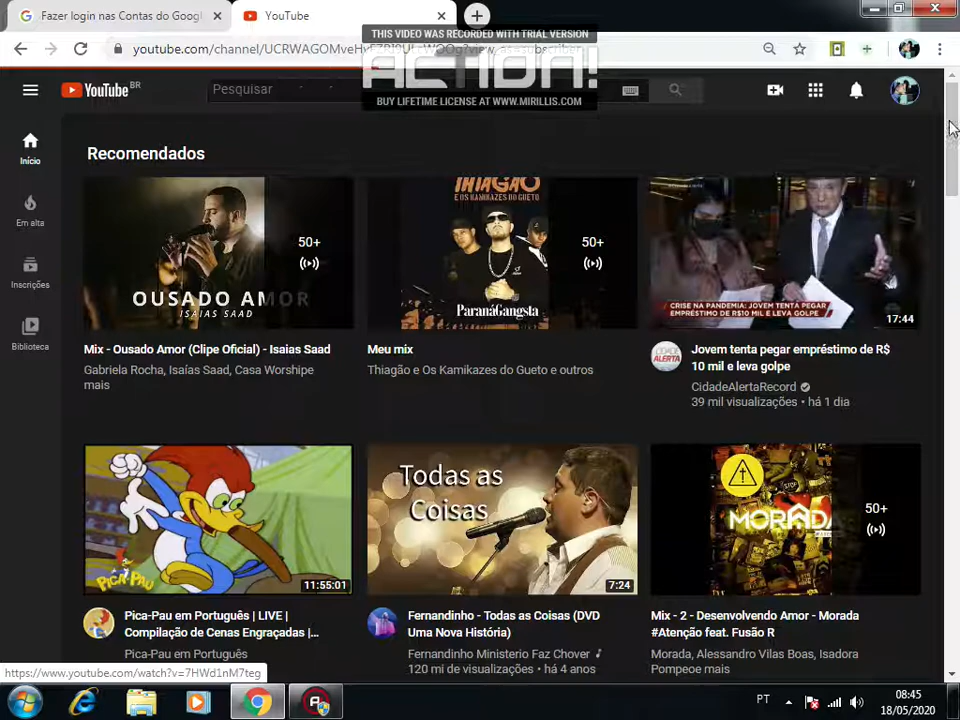 Fazer login nas Contas do Googl
YouTube
THIS VIDEO WAS RECORDED WITH TRIAL VERSION
ACTION!
BUY LIFETIME LICENSE AT WWW.MIRILLIS.COM
YouTube BR
Pesquisar
Início
Em alta
Inscrições
Biblioteca
Recomendados
OUSADO AMOR
ISAIAS SAAD
50+
THIAGÃO
E OS KAMIKAZES DO GUETO
ParanáGangsta
50+
CRISE NA PANDEMIA: JOVEM TENTA PEGAR
EMPRÉSTIMO DE R$10 MIL E LEVA GOLPE
17:44
Mix - Ousado Amor (Clipe Oficial) - Isaias Saad
Gabriela Rocha, Isaías Saad, Casa Worshipe
mais
Meu mix
Thiagão e Os Kamikazes do Gueto e outros
Jovem tenta pegar empréstimo de R$
10 mil e leva golpe
CidadeAlertaRecord
39 mil visualizações • há 1 dia
PICA-PAU
11:55:01
Todas as
Coisas
7:24
MORADA
50+
Pica-Pau em Português | LIVE |
Compilação de Cenas Engraçadas |...
Pica-Pau em Português
Fernandinho - Todas as Coisas (DVD
Uma Nova História)
Fernandinho Ministerio Faz Chover
120 mi de visualizações • há 4 anos
Mix - 2 - Desenvolvendo Amor - Morada
#Atenção feat. Fusão R
Morada, Alessandro Vilas Boas, Isadora
Pompeoe mais
https://www.youtube.com/watch?v=7HWd1nM7teg
PT
08:45
18/05/2020